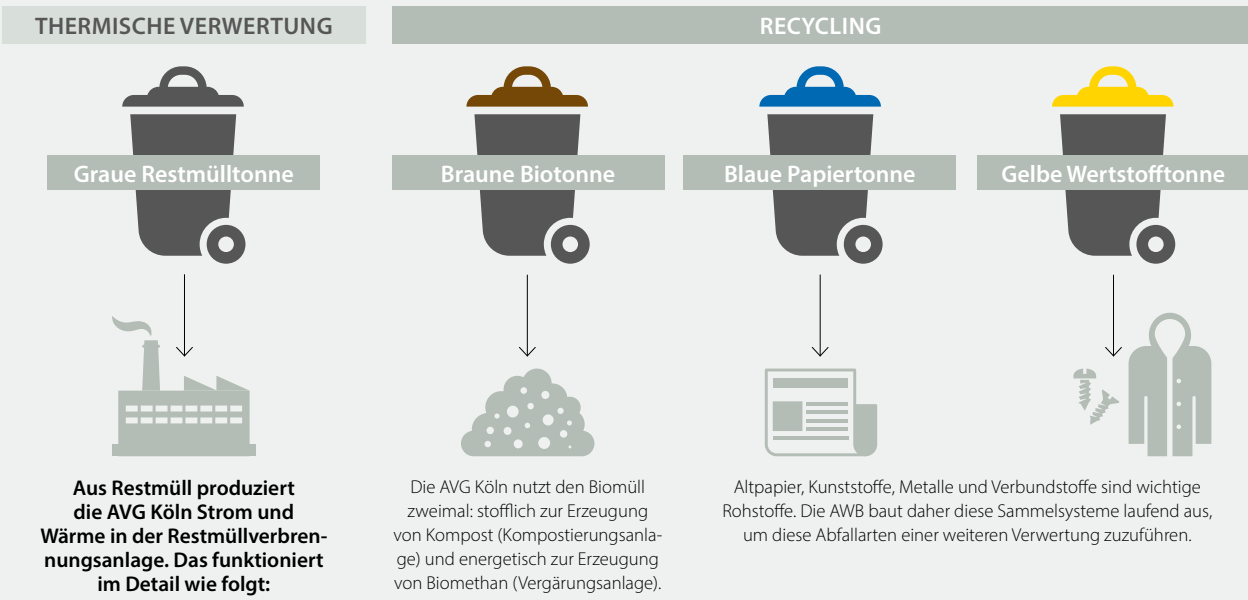 THERMISCHE VERWERTUNG
RECYCLING
Graue Restmülltonne
Braune Biotonne
Blaue Papiertonne
Gelbe Wertstofftonne
Aus Restmüll produziert
die AVG Köln Strom und
Wärme in der Restmüllverbren-
nungsanlage. Das funktioniert
im Detail wie folgt:
Die AVG Köln nutzt den Biomüll
zweimal: stofflich zur Erzeugung
von Kompost (Kompostierungsanla-
ge) und energetisch zur Erzeugung
von Biomethan (Vergärungsanlage).
Altpapier, Kunststoffe, Metalle und Verbundstoffe sind wichtige
Rohstoffe. Die AWB baut daher diese Sammelsysteme laufend aus,
um diese Abfallarten einer weiteren Verwertung zuzuführen.